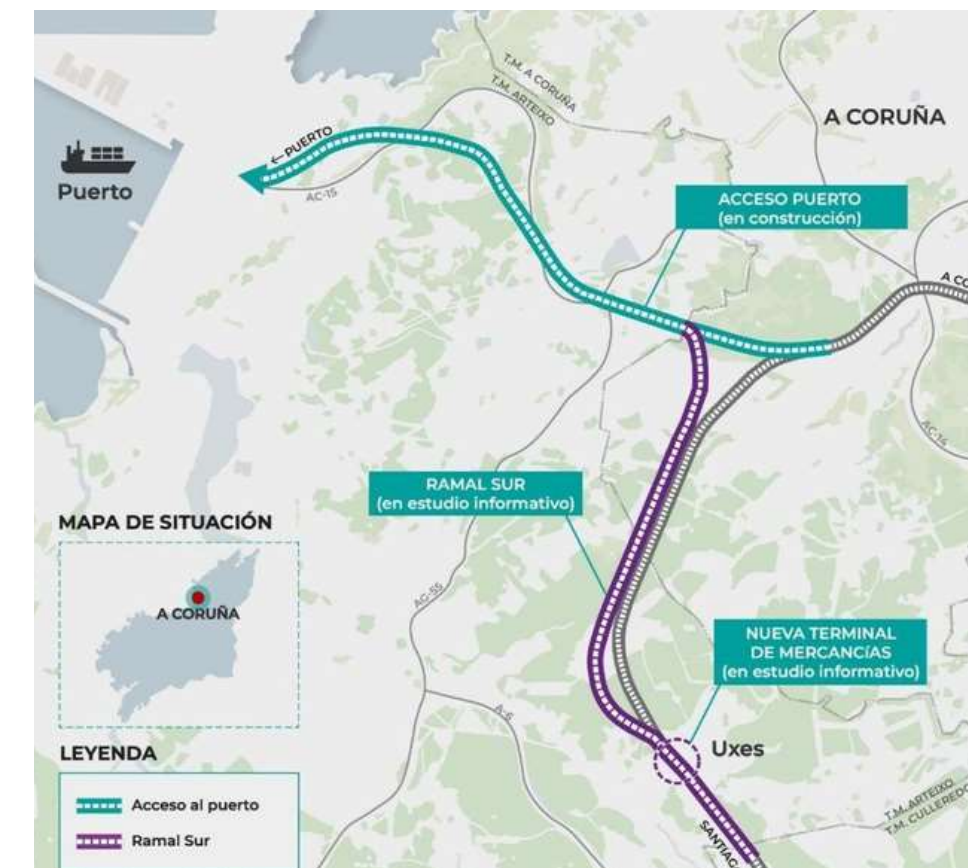 T.M. A CORUÑA
T.M. ARTEIXO
A CORUÑA
← PUERTO
Puerto
AC-15
ACCESO PUERTO
(en construcción)
AC-14
RAMAL SUR
(en estudio informativo)
MAPA DE SITUACIÓN
A CORUÑA
AG-55
NUEVA TERMINAL
DE MERCANCÍAS
(en estudio informativo)
A-6
Uxes
LEYENDA
Acceso al puerto
Ramal Sur
T.M. ARTEIXO
T.M. CULLEREDO